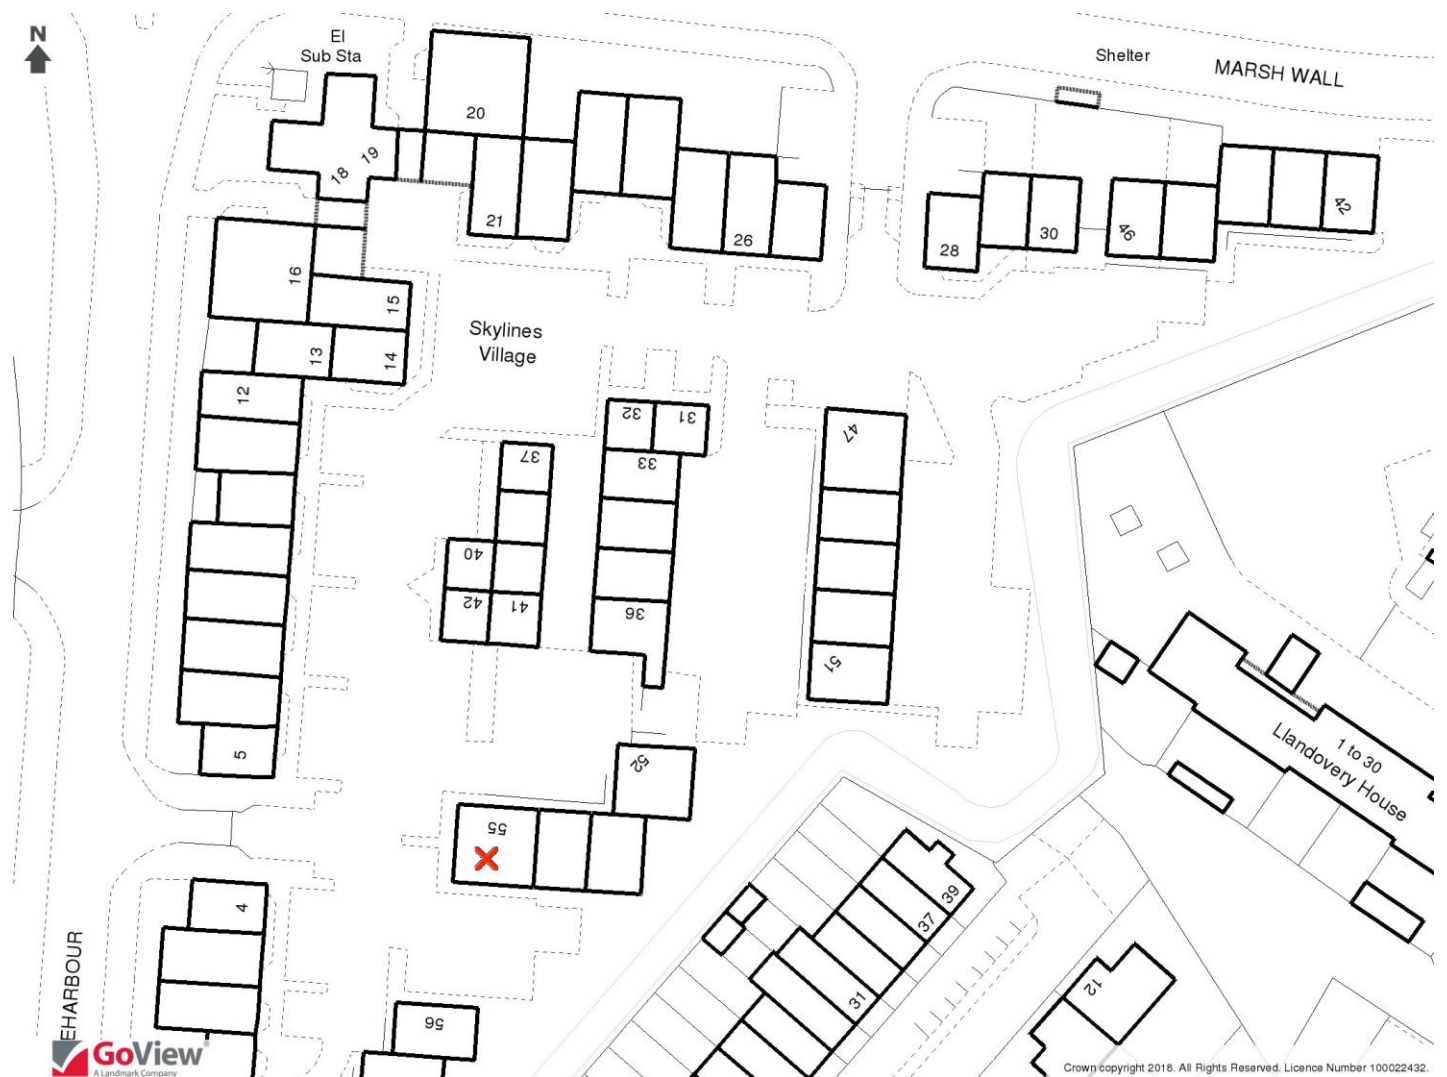 N
El
Sub Sta
Shelter
MARSH WALL
20
19
18
21
26
28
30
46
42
16
15
Skylines
Village
13
14
12
32
31
47
37
33
40
42
41
36
51
5
52
1 to 30
Llandovery House
55
4
39
37
31
12
56
EHARBOUR
GoView
A Landmark Company
Crown copyright 2018. All Rights Reserved. Licence Number 100022432.